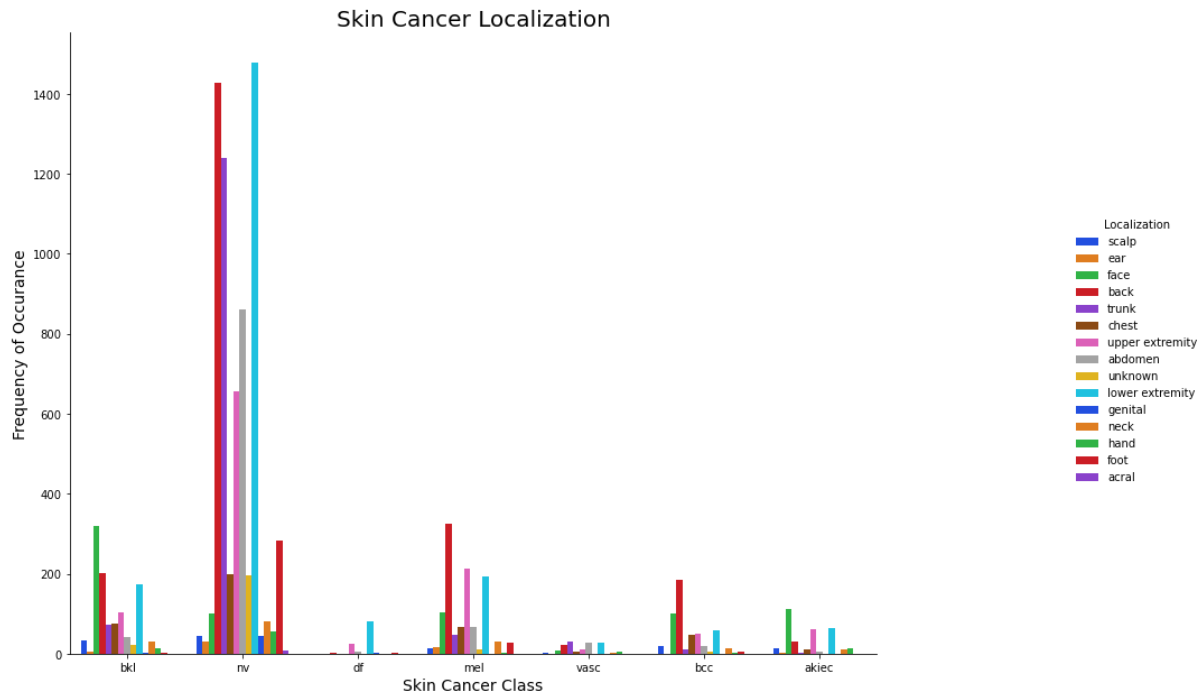 Skin Cancer Localization
Frequency of Occurance
1400
1200
1000
800
600
400
200
0
bkl
nv
df
mel
vasc
bcc
akiec
Skin Cancer Class
Localization
scalp
ear
face
back
trunk
chest
upper extremity
abdomen
unknown
lower extremity
genital
neck
hand
foot
acral